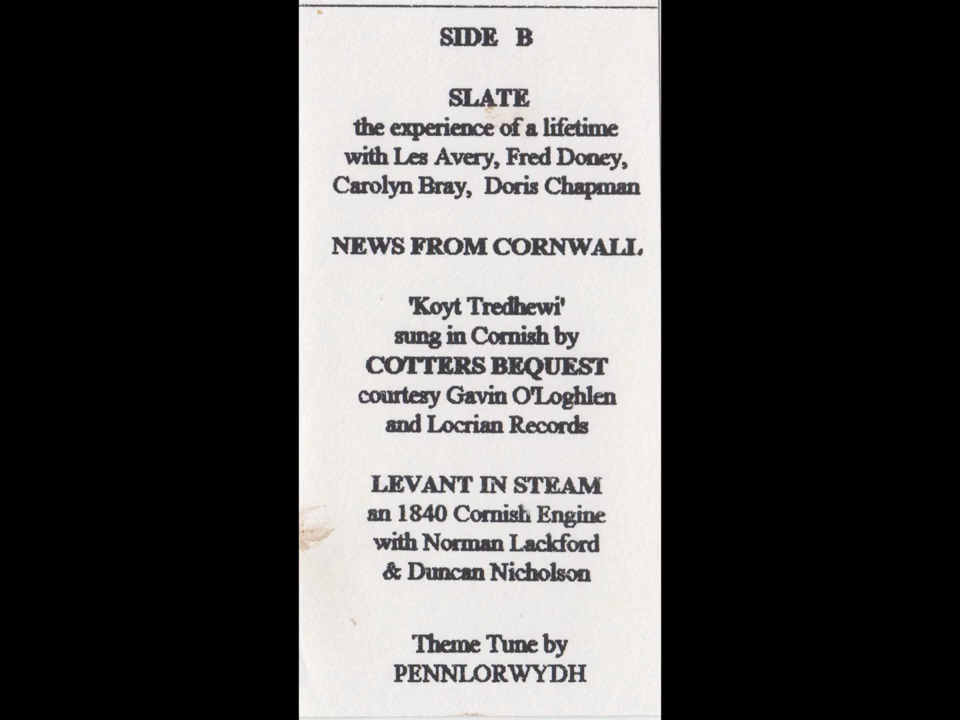 SIDE B
SLATE
the experience of a lifetime
with Les Avery, Fred Doney,
Carolyn Bray, Doris Chapman
NEWS FROM CORNWALL
'Koyt Tredhewi'
sung in Cornish by
COTTERS BEQUEST
courtesy Gavin O'Loghlen
and Locrian Records
LEVANT IN STEAM
an 1840 Cornish Engine
with Norman Lackford
& Duncan Nicholson
Theme Tune by
PENNLORWYDH